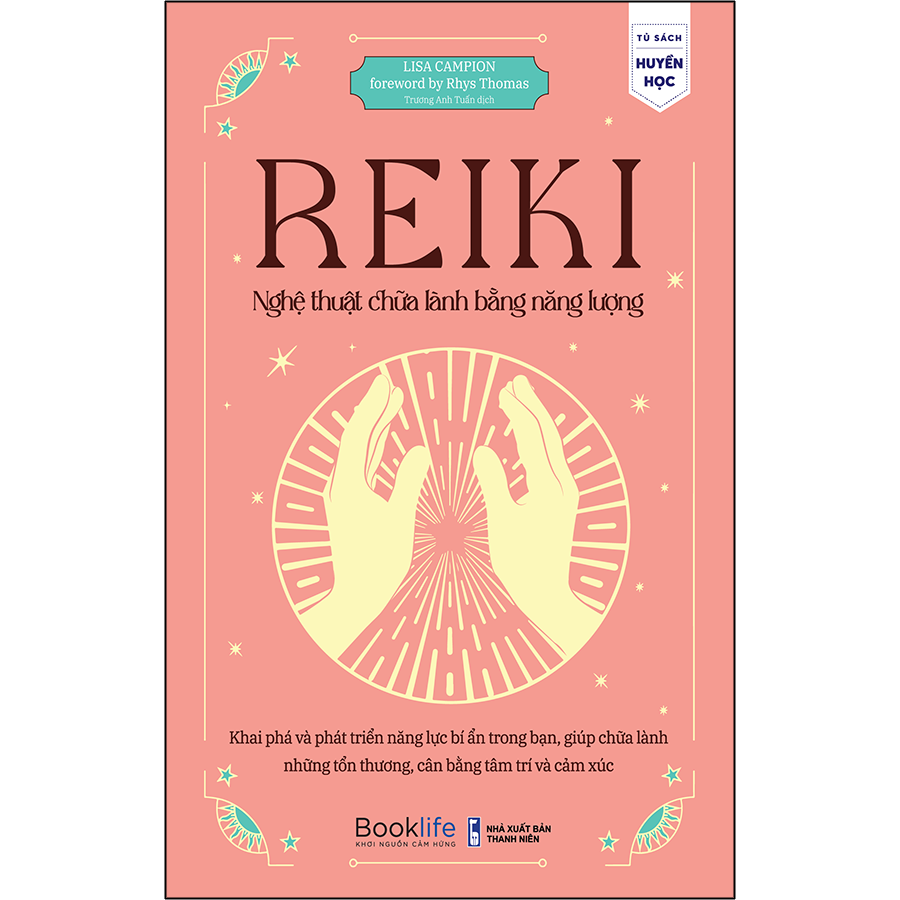 TỦ SÁCH
HUYỀN
HỌC
LISA CAMPION
foreword by Rhys Thomas
Trương Anh Tuấn dịch
REIKI
Nghệ thuật chữa lành bằng năng lượng
Khai phá và phát triển năng lực bí ẩn trong bạn, giúp chữa lành
những tổn thương, cân bằng tâm trí và cảm xúc
Booklife
KHƠI NGUỒN CẢM HỨNG
NHÀ XUẤT BẢN
THANH NIÊN